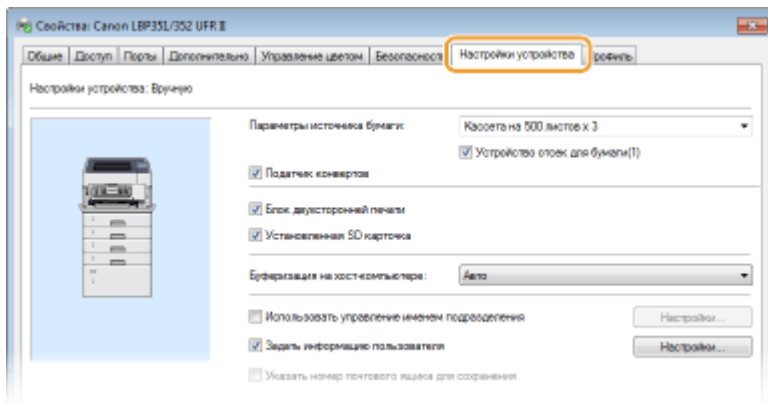 Свойства: Canon LBP351/352 UFR II
Общие Доступ Порты Дополнительно Управление цветом Безопасность Настройки устройства Профиль
Настройки устройства: Вручную
Параметры источника бумаги: Кассета на 500 листов x 3
Устройство отсек для бумаги(1)
Податчик конвертов
Блок двухсторонней печати
Установленная SD карточка
Буферизация на хост-компьютере: Авто
Использовать управление именем подразделения Настройки...
Задать информацию пользователя Настройки...
Указать номер почтового ящика для сохранения